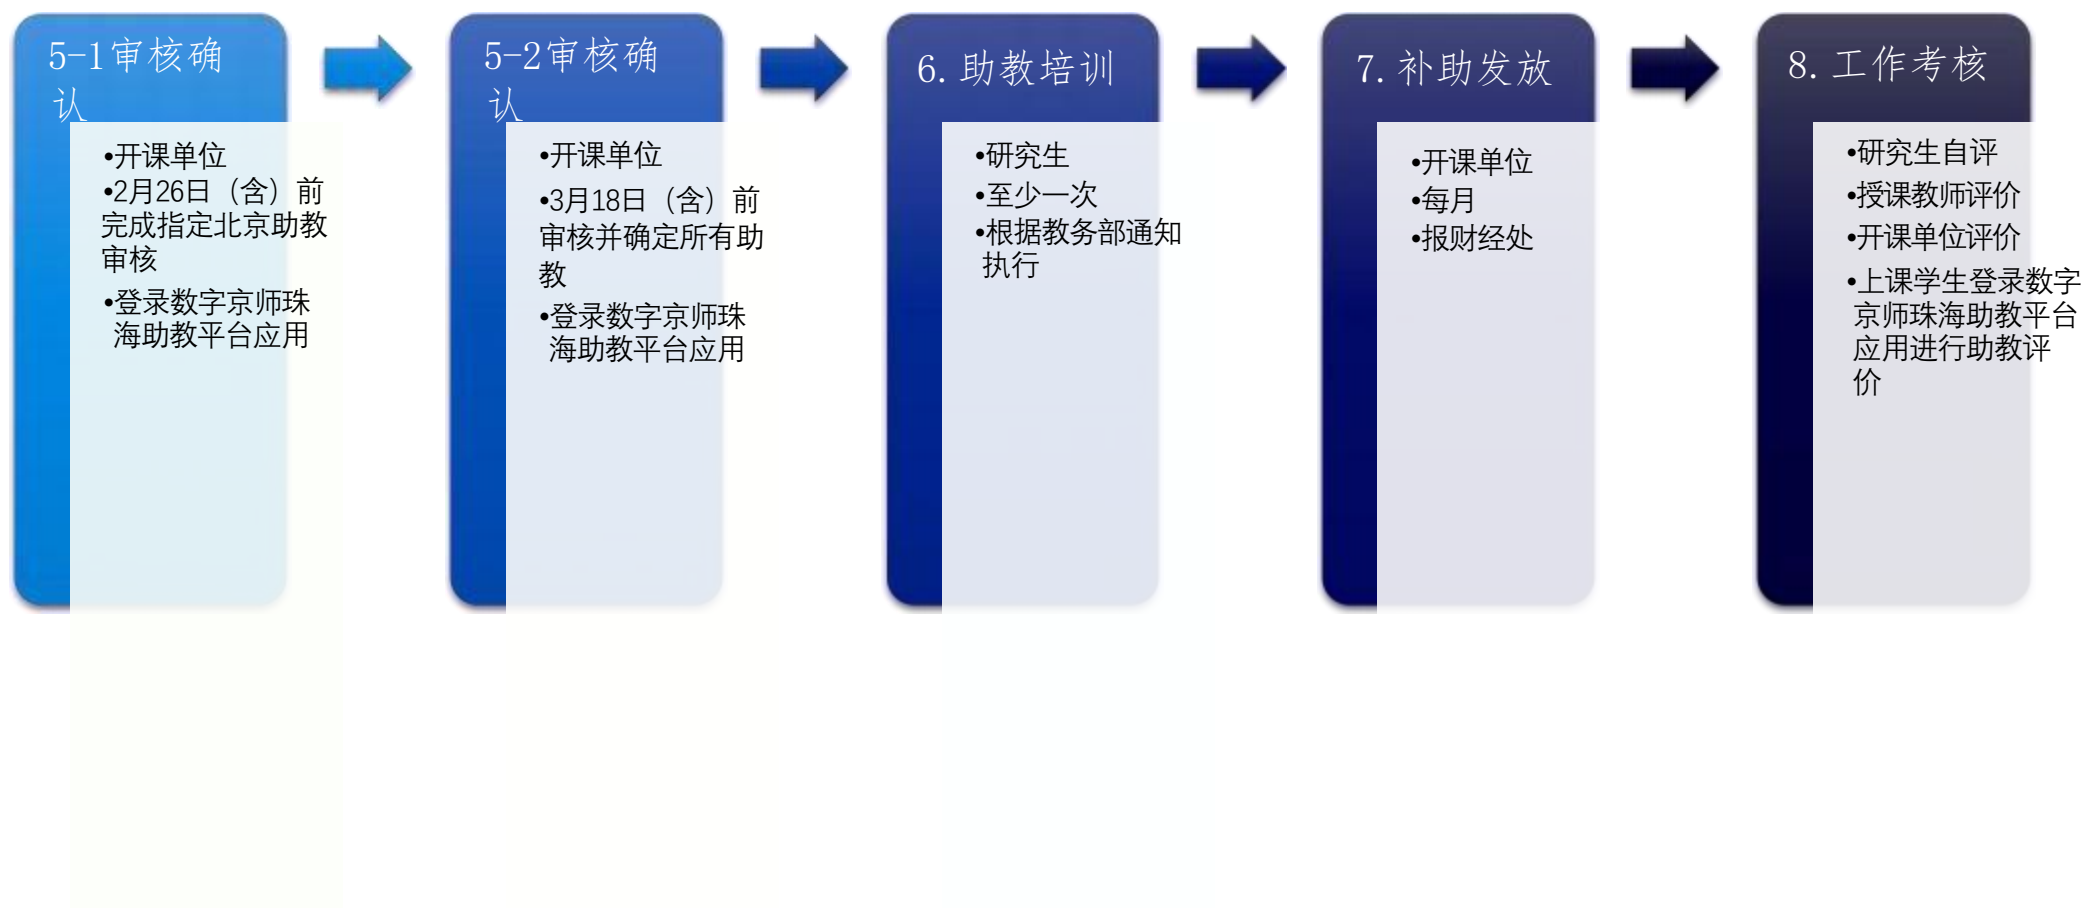 5-1审核确
认
•开课单位
•2月26日（含）前
完成指定北京助教
审核
•登录数字京师珠
海助教平台应用
5-2审核确
认
•开课单位
•3月18日（含）前
审核并确定所有助
教
•登录数字京师珠
海助教平台应用
6. 助教培训
•研究生
•至少一次
•根据教务部通知
执行
7. 补助发放
•开课单位
•每月
•报财经处
8. 工作考核
•研究生自评
•授课教师评价
•开课单位评价
•上课学生登录数字
京师珠海助教平台
应用进行助教评
价